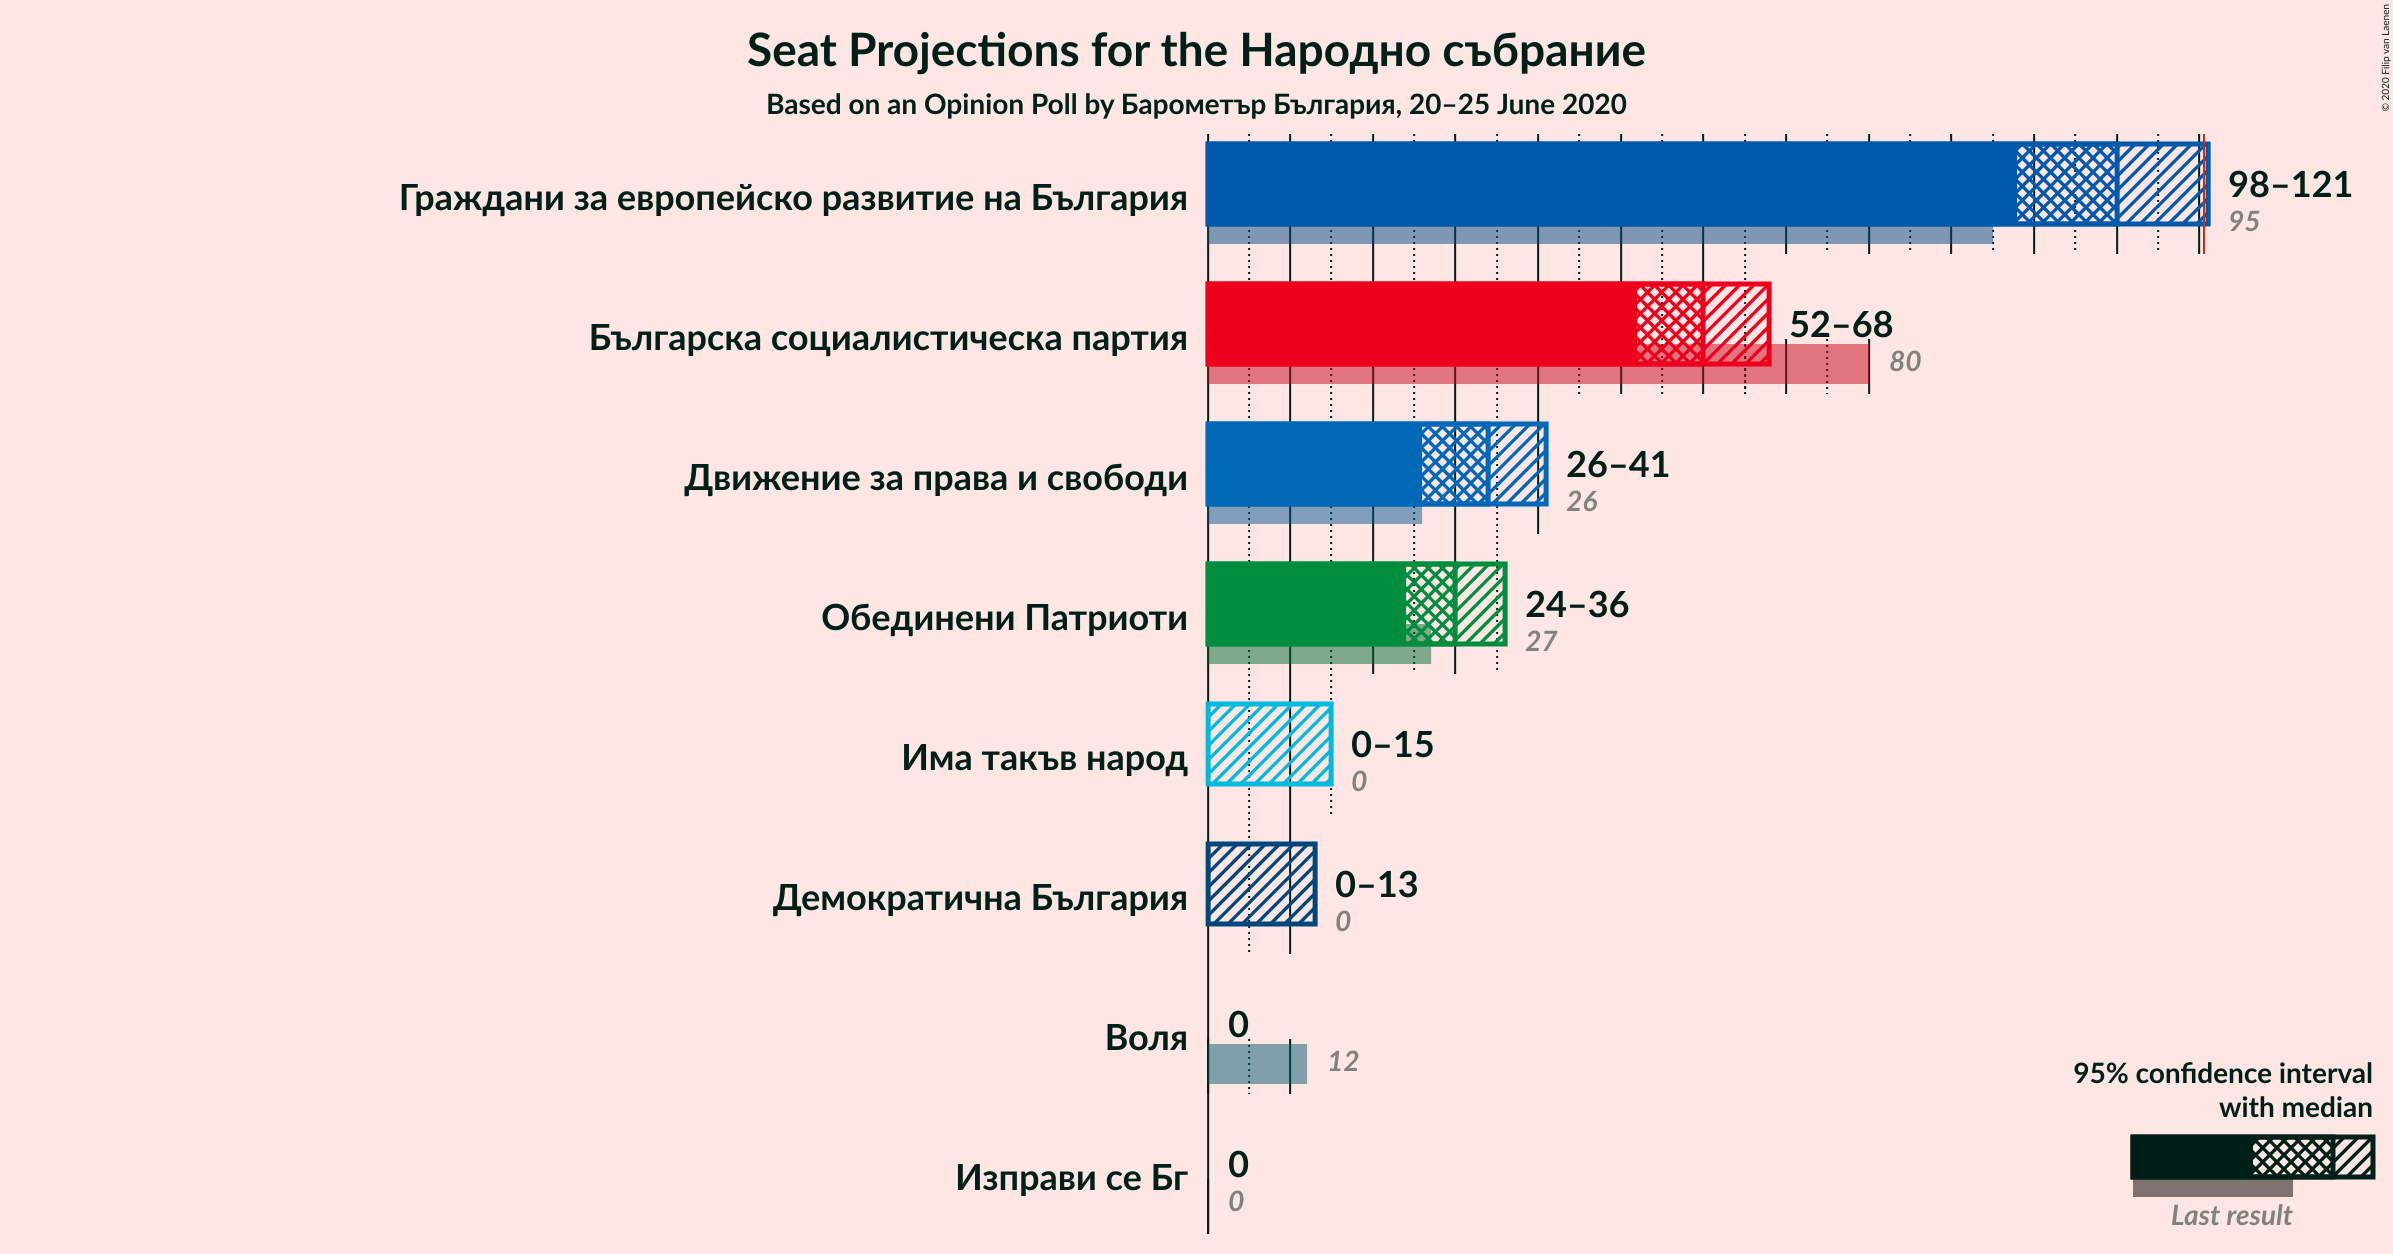 Seat Projections for the Народно събрание
Based on an Opinion Poll by Барометър България, 20–25 June 2020
© 2020 Filip van Laenen
Граждани за европейско развитие на България
98–121
95
Българска социалистическа партия
52–68
80
Движение за права и свободи
26–41
26
Обединени Патриоти
24–36
27
Има такъв народ
0–15
0
Демократична България
0–13
0
Воля
0
12
Изправи се Бг
0
0
95% confidence interval
with median
Last result